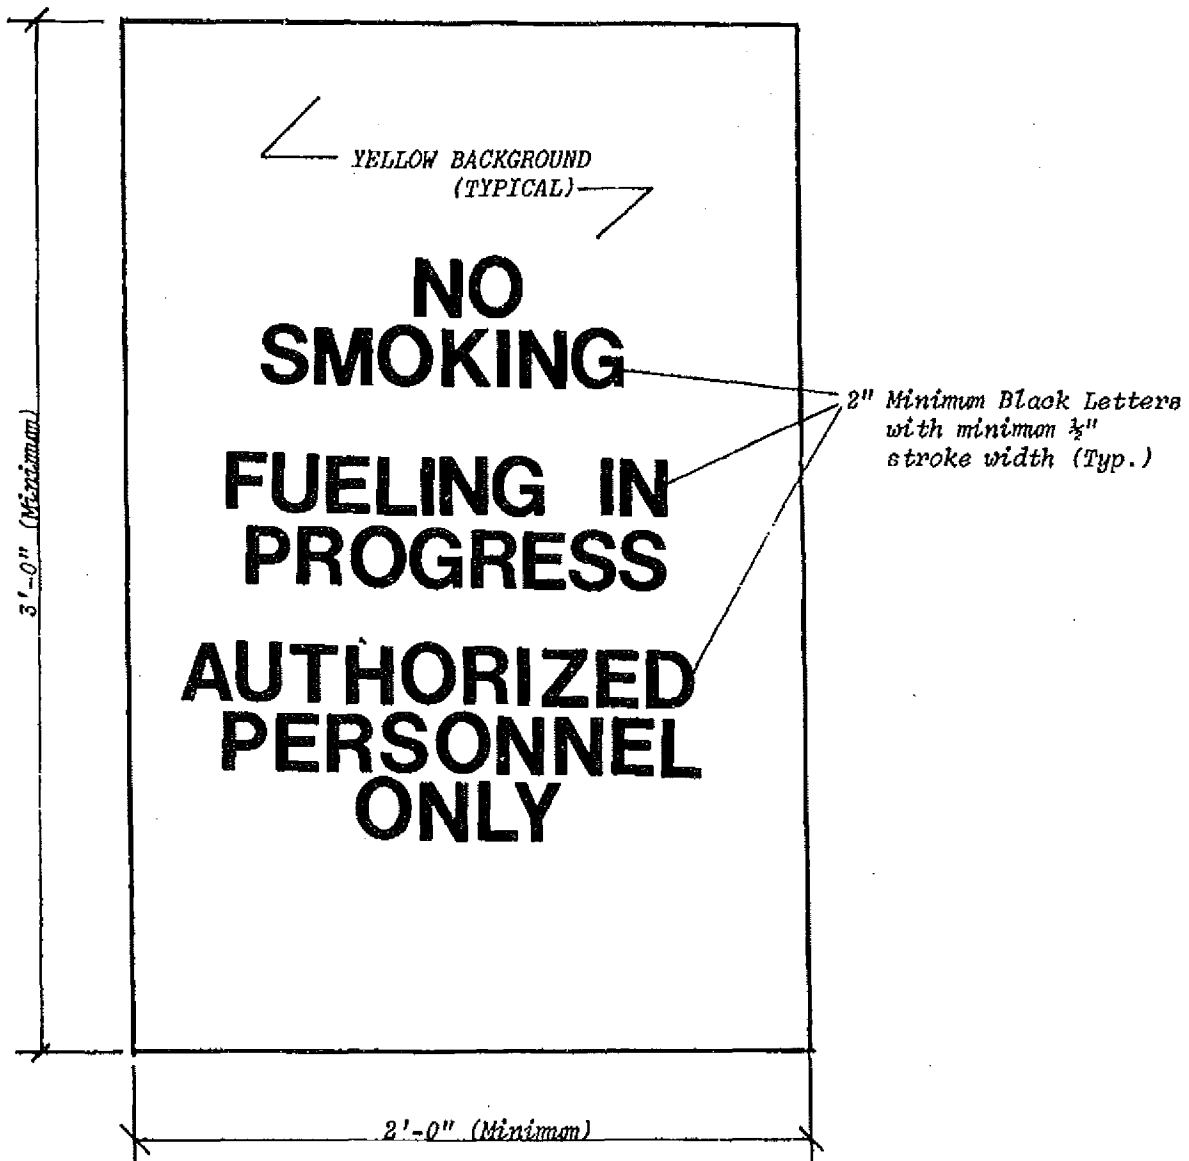 YELLOW BACKGROUND
(TYPICAL)
NO
SMOKING
2" Minimum Black Letters
with minimum ½"
stroke width (Typ.)
FUELING IN
PROGRESS
3'-0" (Minimum)
AUTHORIZED
PERSONNEL
ONLY
2'-0" (Minimum)